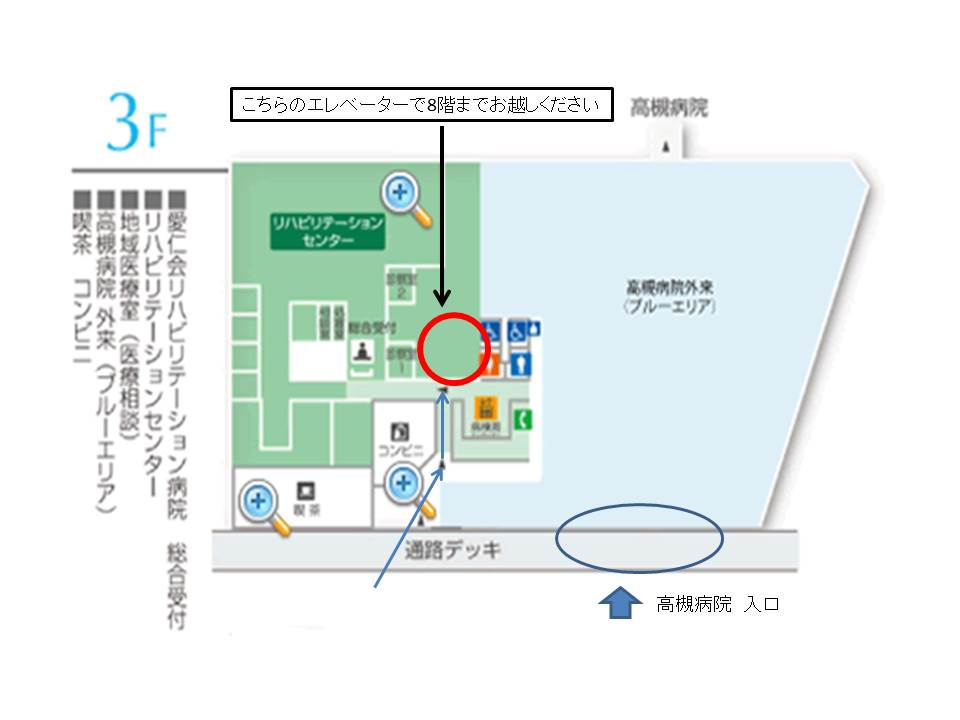 こちらのエレベーターで8階までお越しください
高槻病院
3F
■愛仁会リハビリテーション病院 総合受付
■リハビリテーションセンター
■地域医療室（医療相談）
■高槻病院 外来（ブルーエリア）
■喫茶 コンビニ
リハビリテーション
センター
診察室
2
高槻病院外来
（ブルーエリア）
総合受付
診察室
1
コンビニ
喫茶
通路デッキ
高槻病院 入口